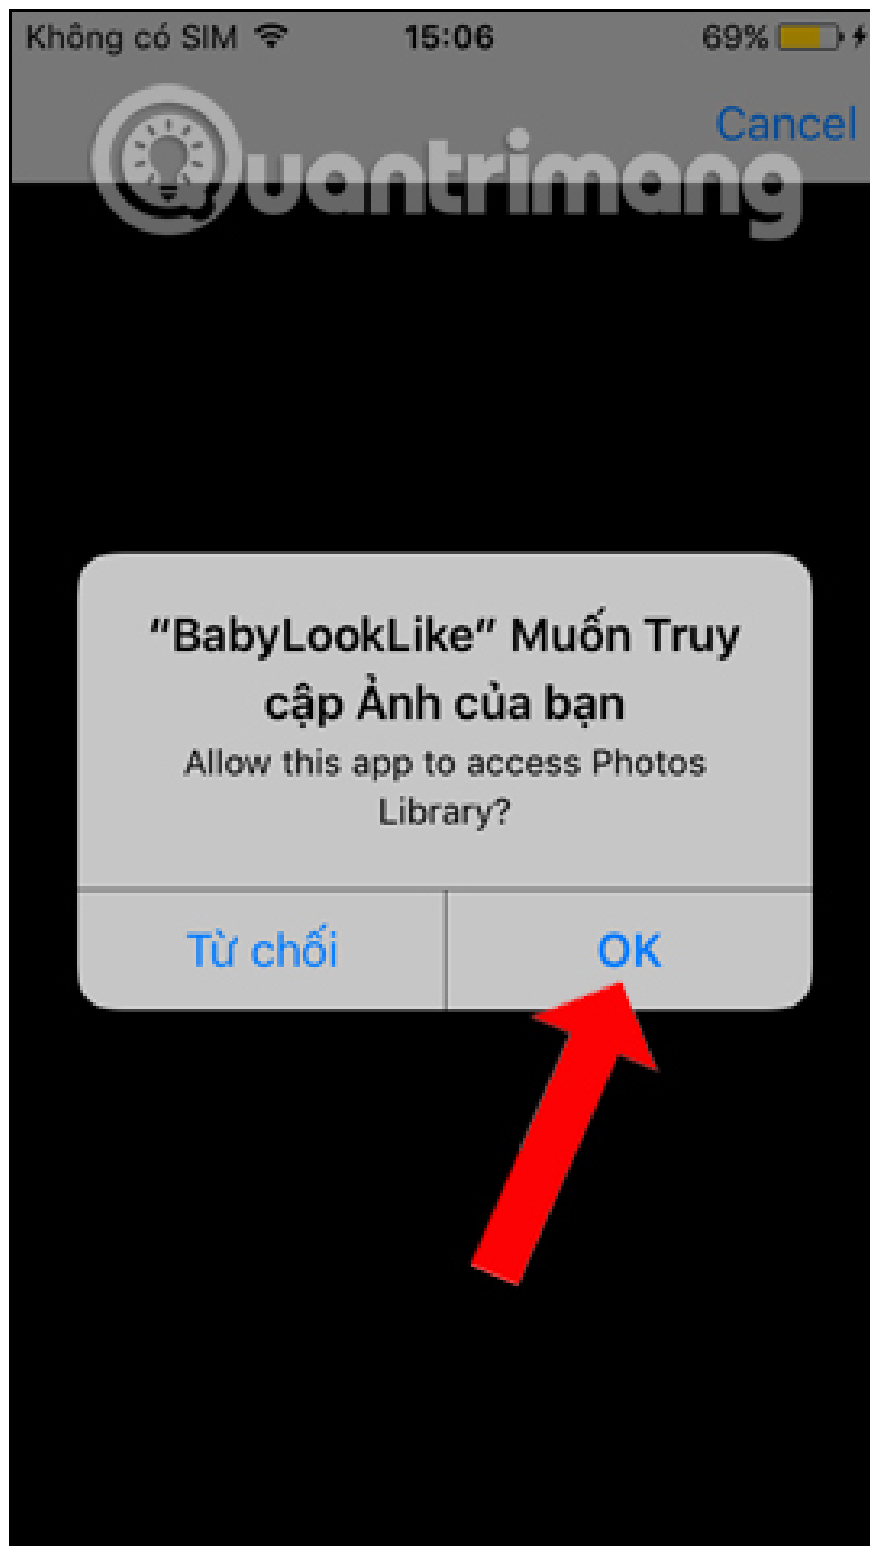 Không có SIM 15:06 69%
Cancel
Quantrimang
“BabyLookLike” Muốn Truy
cập Ảnh của bạn
Allow this app to access Photos
Library?
Từ chối OK